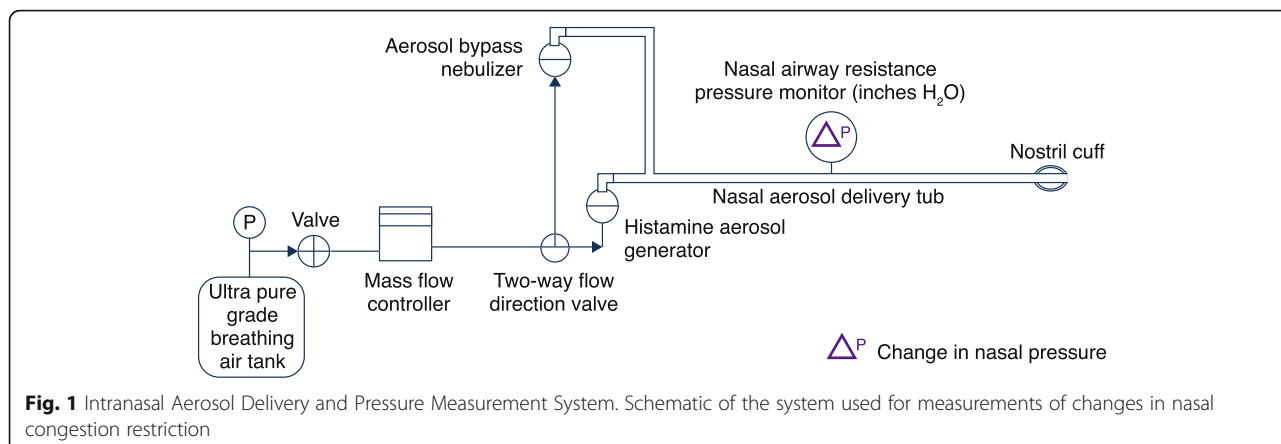 Aerosol bypass
nebulizer
Nasal airway resistance
pressure monitor (inches H₂O)
△P
Nostril cuff
Nasal aerosol delivery tub
Histamine aerosol
generator
P
Valve
Mass flow
controller
Two-way flow
direction valve
Ultra pure
grade
breathing
air tank
△P Change in nasal pressure
Fig. 1 Intranasal Aerosol Delivery and Pressure Measurement System. Schematic of the system used for measurements of changes in nasal
congestion restriction